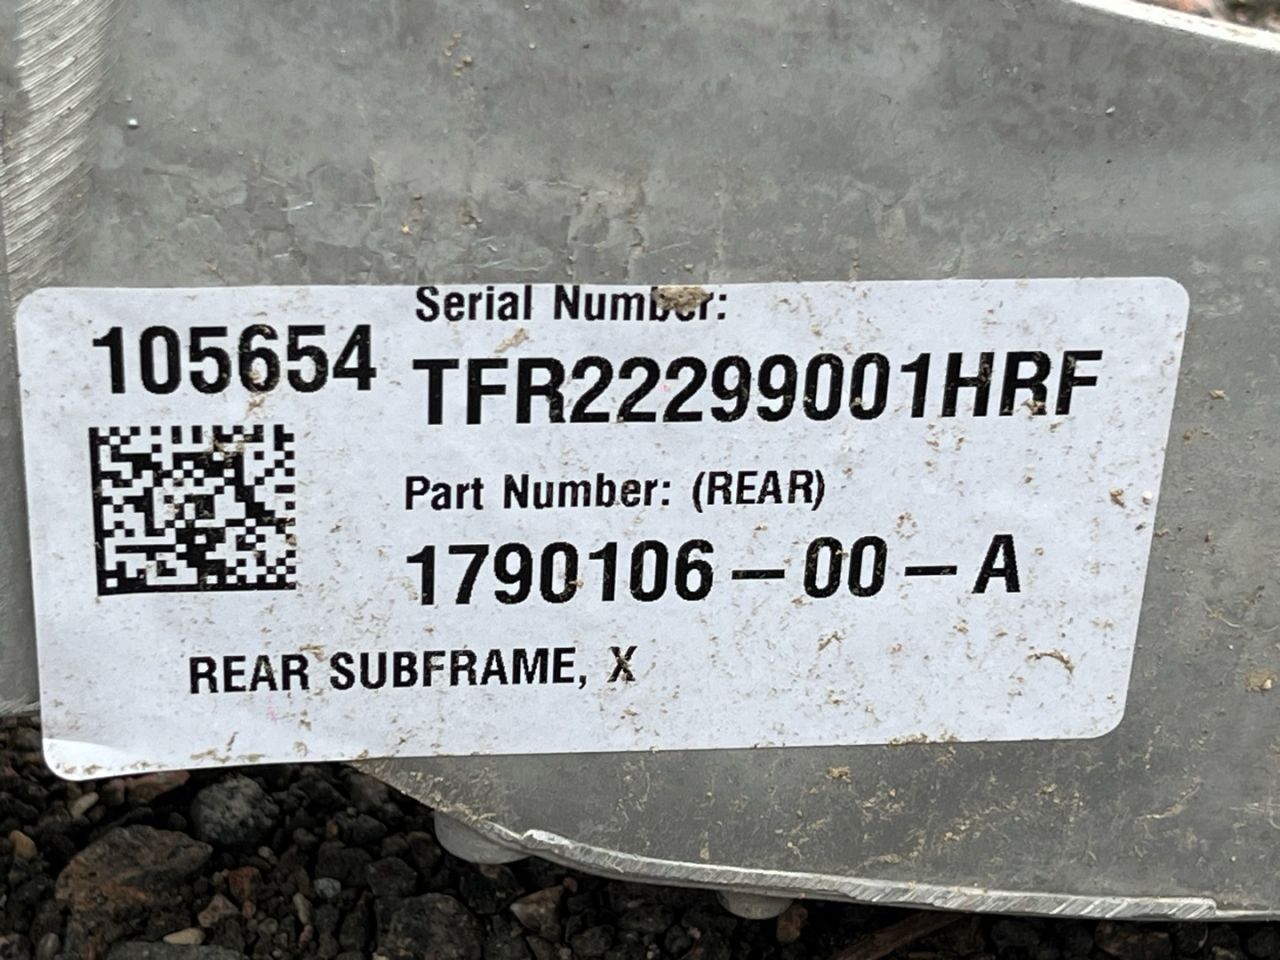 105654
Serial Number:
TFR22299001HRF
Part Number: (REAR)
1790106-00-A
REAR SUBFRAME, X